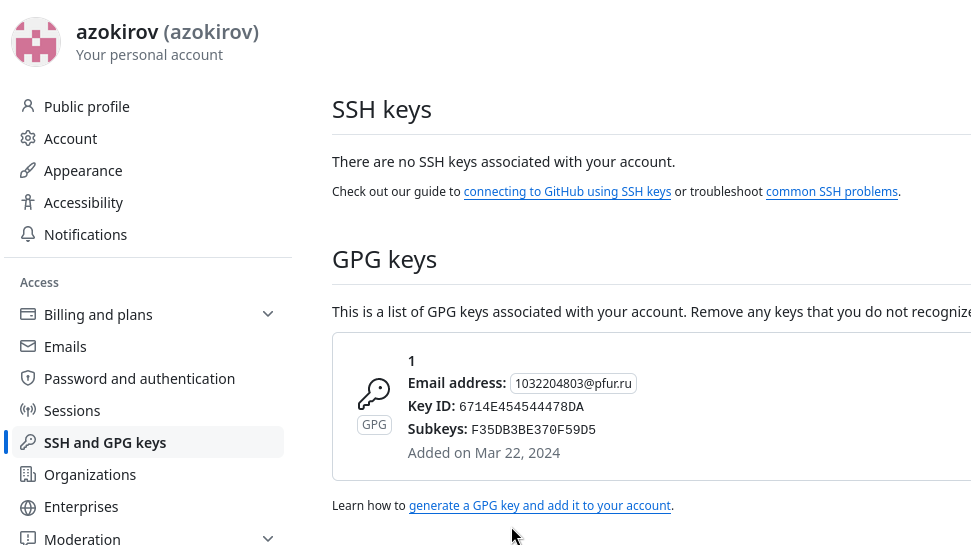 azokirov (azokirov)
Your personal account
Public profile
Account
Appearance
Accessibility
Notifications
Access
Billing and plans
Emails
Password and authentication
Sessions
SSH and GPG keys
Organizations
Enterprises
Moderation
SSH keys
There are no SSH keys associated with your account.
Check out our guide to connecting to GitHub using SSH keys or troubleshoot common SSH problems.
GPG keys
This is a list of GPG keys associated with your account. Remove any keys that you do not recognize
1
Email address: 1032204803@pfur.ru
Key ID: 6714E454544478DA
GPG
Subkeys: F35DB3BE370F59D5
Added on Mar 22, 2024
Learn how to generate a GPG key and add it to your account.